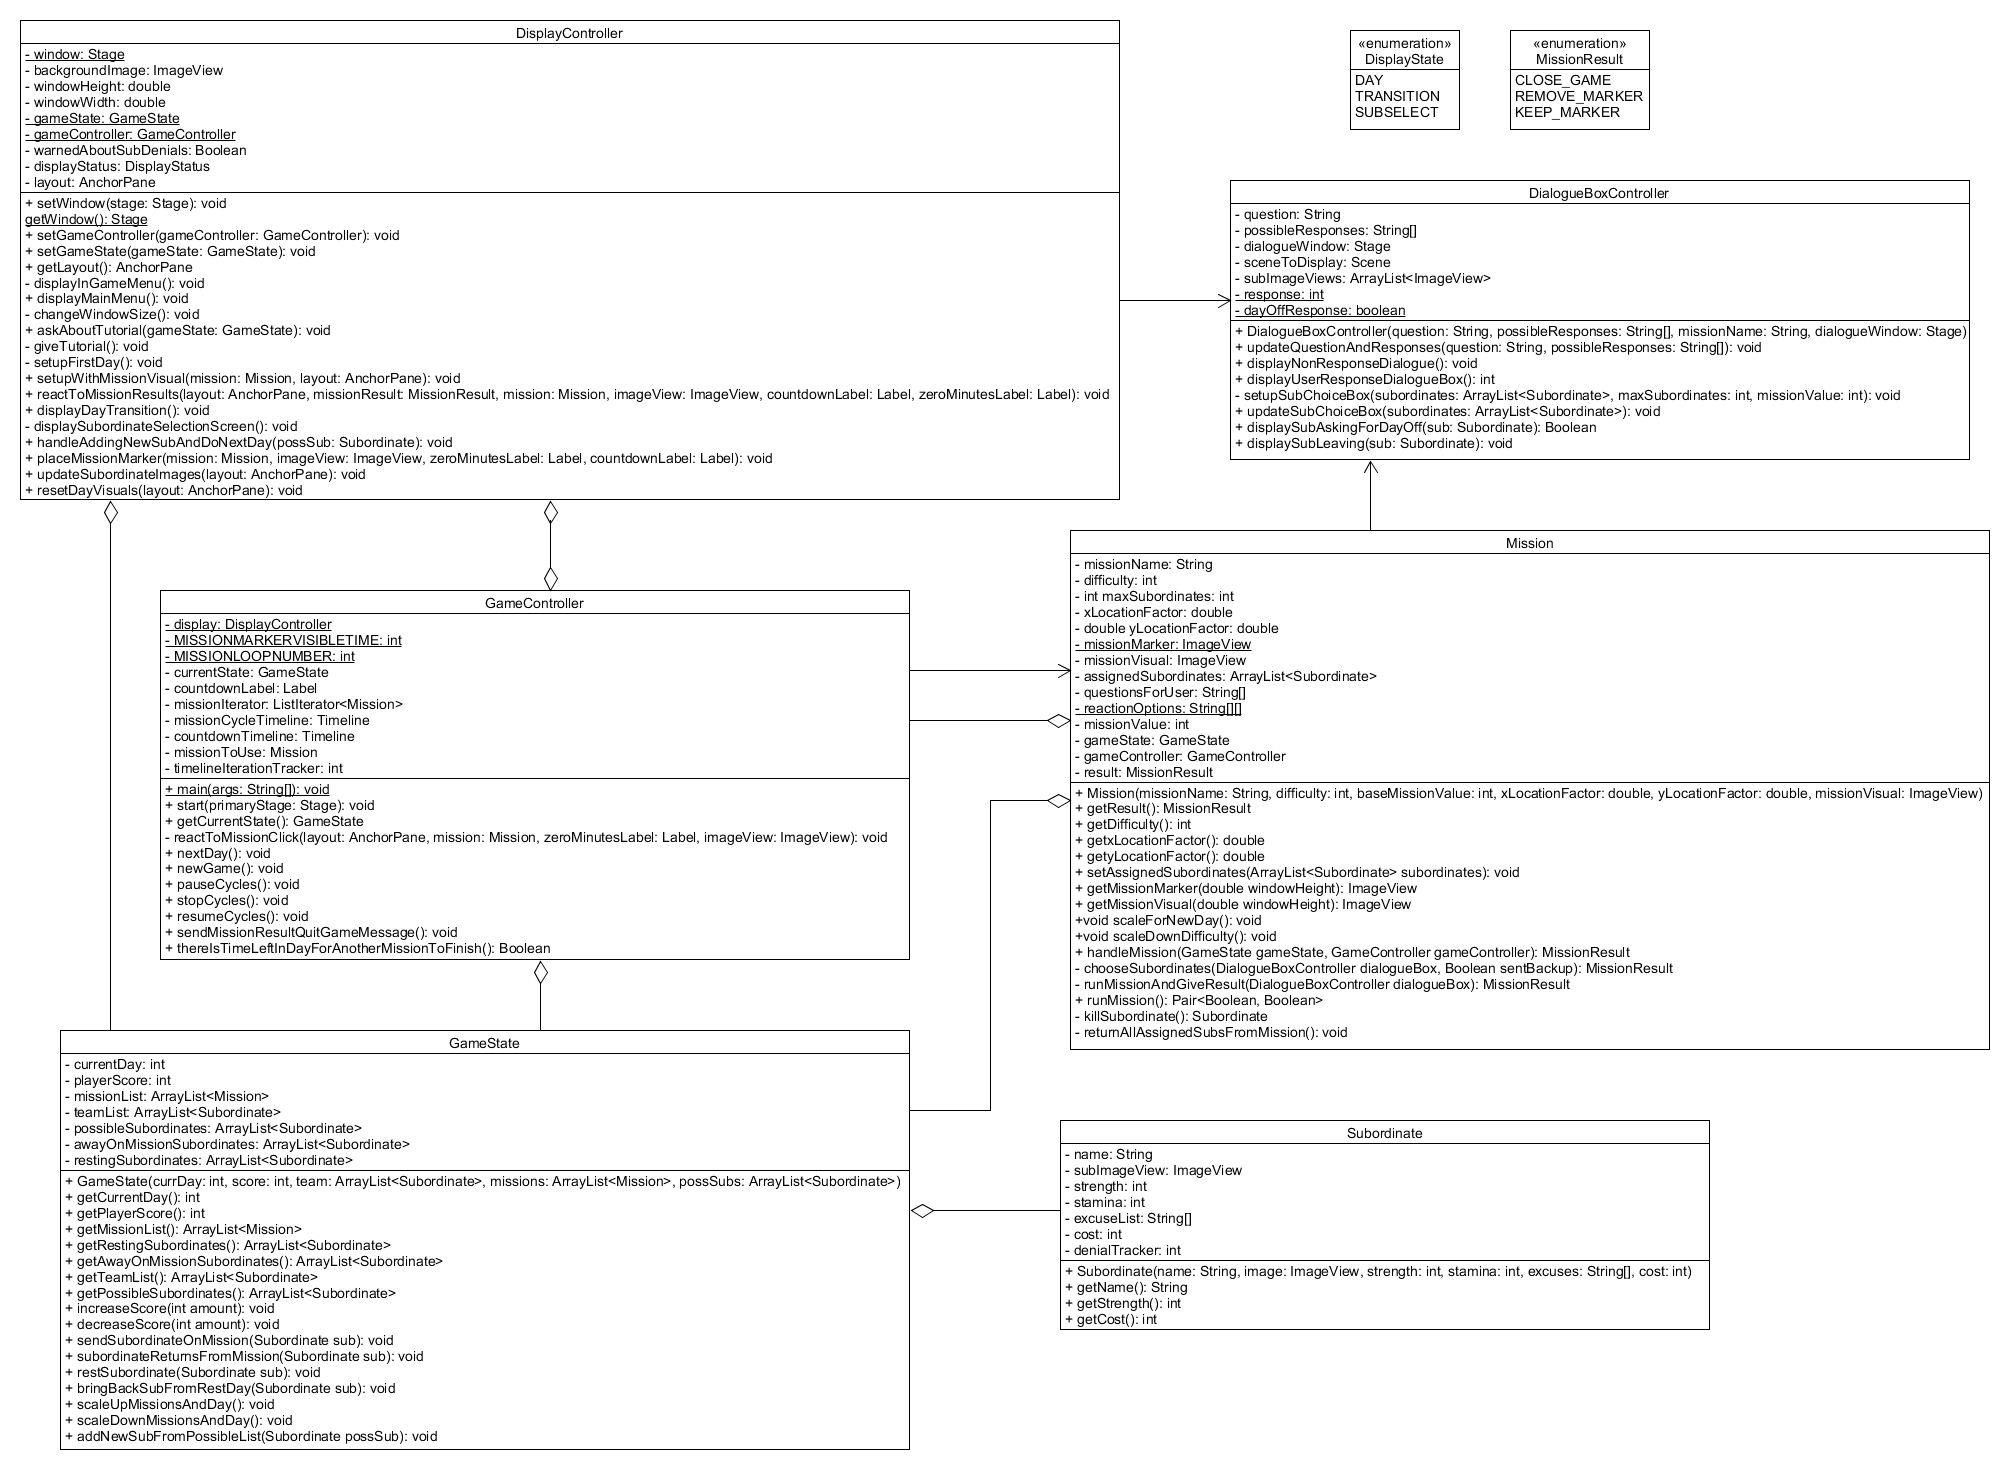 DisplayController
- window: Stage
- backgroundImage: ImageView
- windowHeight: double
- windowWidth: double
- gameState: GameState
- gameController: GameController
- warnedAboutSubDenials: Boolean
- displayStatus: DisplayStatus
- layout: AnchorPane
+ setWindow(stage: Stage): void
getWindow(): Stage
+ setGameController(gameController: GameController): void
+ setGameState(gameState: GameState): void
+ getLayout(): AnchorPane
- displayInGameMenu(): void
+ displayMainMenu(): void
- changeWindowSize(): void
+ askAboutTutorial(gameState: GameState): void
- giveTutorial(): void
- setupFirstDay(): void
+ setupWithMissionVisual(mission: Mission, layout: AnchorPane): void
+ reactToMissionResults(layout: AnchorPane, missionResult: MissionResult, mission: Mission, imageView: ImageView, countdownLabel: Label, zeroMinutesLabel: Label): void
+ displayDayTransition(): void
- displaySubordinateSelectionScreen(): void
+ handleAddingNewSubAndDoNextDay(possSub: Subordinate): void
+ placeMissionMarker(mission: Mission, imageView: ImageView, zeroMinutesLabel: Label, countdownLabel: Label): void
+ updateSubordinateImages(layout: AnchorPane): void
+ resetDayVisuals(layout: AnchorPane): void
«enumeration»
DisplayState
DAY
TRANSITION
SUBSELECT
«enumeration»
MissionResult
CLOSE_GAME
REMOVE_MARKER
KEEP_MARKER
DialogueBoxController
- question: String
- possibleResponses: String[]
- dialogueWindow: Stage
- sceneToDisplay: Scene
- subImageViews: ArrayList<ImageView>
- response: int
- dayOffResponse: boolean
+ DialogueBoxController(question: String, possibleResponses: String[], missionName: String, dialogueWindow: Stage)
+ updateQuestionAndResponses(question: String, possibleResponses: String[]): void
+ displayNonResponseDialogue(): void
+ displayUserResponseDialogueBox(): int
- setupSubChoiceBox(subordinates: ArrayList<Subordinate>, maxSubordinates: int, missionValue: int): void
+ updateSubChoiceBox(subordinates: ArrayList<Subordinate>): void
+ displaySubAskingForDayOff(sub: Subordinate): Boolean
+ displaySubLeaving(sub: Subordinate): void
GameController
- display: DisplayController
- MISSIONMARKERVISIBLETIME: int
- MISSIONLOOPNUMBER: int
- currentState: GameState
- countdownLabel: Label
- missionIterator: ListIterator<Mission>
- missionCycleTimeline: Timeline
- countdownTimeline: Timeline
- missionToUse: Mission
- timelineIterationTracker: int
+ main(args: String[]): void
+ start(primaryStage: Stage): void
+ getCurrentState(): GameState
- reactToMissionClick(layout: AnchorPane, mission: Mission, zeroMinutesLabel: Label, imageView: ImageView): void
+ nextDay(): void
+ newGame(): void
+ pauseCycles(): void
+ stopCycles(): void
+ resumeCycles(): void
+ sendMissionResultQuitGameMessage(): void
+ thereIsTimeLeftInDayForAnotherMissionToFinish(): Boolean
Mission
- missionName: String
- difficulty: int
- int maxSubordinates: int
- xLocationFactor: double
- double yLocationFactor: double
- missionMarker: ImageView
- missionVisual: ImageView
- assignedSubordinates: ArrayList<Subordinate>
- questionsForUser: String[]
- reactionOptions: String[][]
- missionValue: int
- gameState: GameState
- gameController: GameController
- result: MissionResult
+ Mission(missionName: String, difficulty: int, baseMissionValue: int, xLocationFactor: double, yLocationFactor: double, missionVisual: ImageView)
+ getResult(): MissionResult
+ getDifficulty(): int
+ getxLocationFactor(): double
+ getyLocationFactor(): double
+ setAssignedSubordinates(ArrayList<Subordinate> subordinates): void
+ getMissionMarker(double windowHeight): ImageView
+ getMissionVisual(double windowHeight): ImageView
+void scaleForNewDay(): void
+void scaleDownDifficulty(): void
+ handleMission(GameState gameState, GameController gameController): MissionResult
- chooseSubordinates(DialogueBoxController dialogueBox, Boolean sentBackup): MissionResult
- runMissionAndGiveResult(DialogueBoxController dialogueBox): MissionResult
+ runMission(): Pair<Boolean, Boolean>
- killSubordinate(): Subordinate
- returnAllAssignedSubsFromMission(): void
GameState
- currentDay: int
- playerScore: int
- missionList: ArrayList<Mission>
- teamList: ArrayList<Subordinate>
- possibleSubordinates: ArrayList<Subordinate>
- awayOnMissionSubordinates: ArrayList<Subordinate>
- restingSubordinates: ArrayList<Subordinate>
+ GameState(currDay: int, score: int, team: ArrayList<Subordinate>, missions: ArrayList<Mission>, possSubs: ArrayList<Subordinate>)
+ getCurrentDay(): int
+ getPlayerScore(): int
+ getMissionList(): ArrayList<Mission>
+ getRestingSubordinates(): ArrayList<Subordinate>
+ getAwayOnMissionSubordinates(): ArrayList<Subordinate>
+ getTeamList(): ArrayList<Subordinate>
+ getPossibleSubordinates(): ArrayList<Subordinate>
+ increaseScore(int amount): void
+ decreaseScore(int amount): void
+ sendSubordinateOnMission(Subordinate sub): void
+ subordinateReturnsFromMission(Subordinate sub): void
+ restSubordinate(Subordinate sub): void
+ bringBackSubFromRestDay(Subordinate sub): void
+ scaleUpMissionsAndDay(): void
+ scaleDownMissionsAndDay(): void
+ addNewSubFromPossibleList(Subordinate possSub): void
Subordinate
- name: String
- subImageView: ImageView
- strength: int
- stamina: int
- excuseList: String[]
- cost: int
- denialTracker: int
+ Subordinate(name: String, image: ImageView, strength: int, stamina: int, excuses: String[], cost: int)
+ getName(): String
+ getStrength(): int
+ getCost(): int